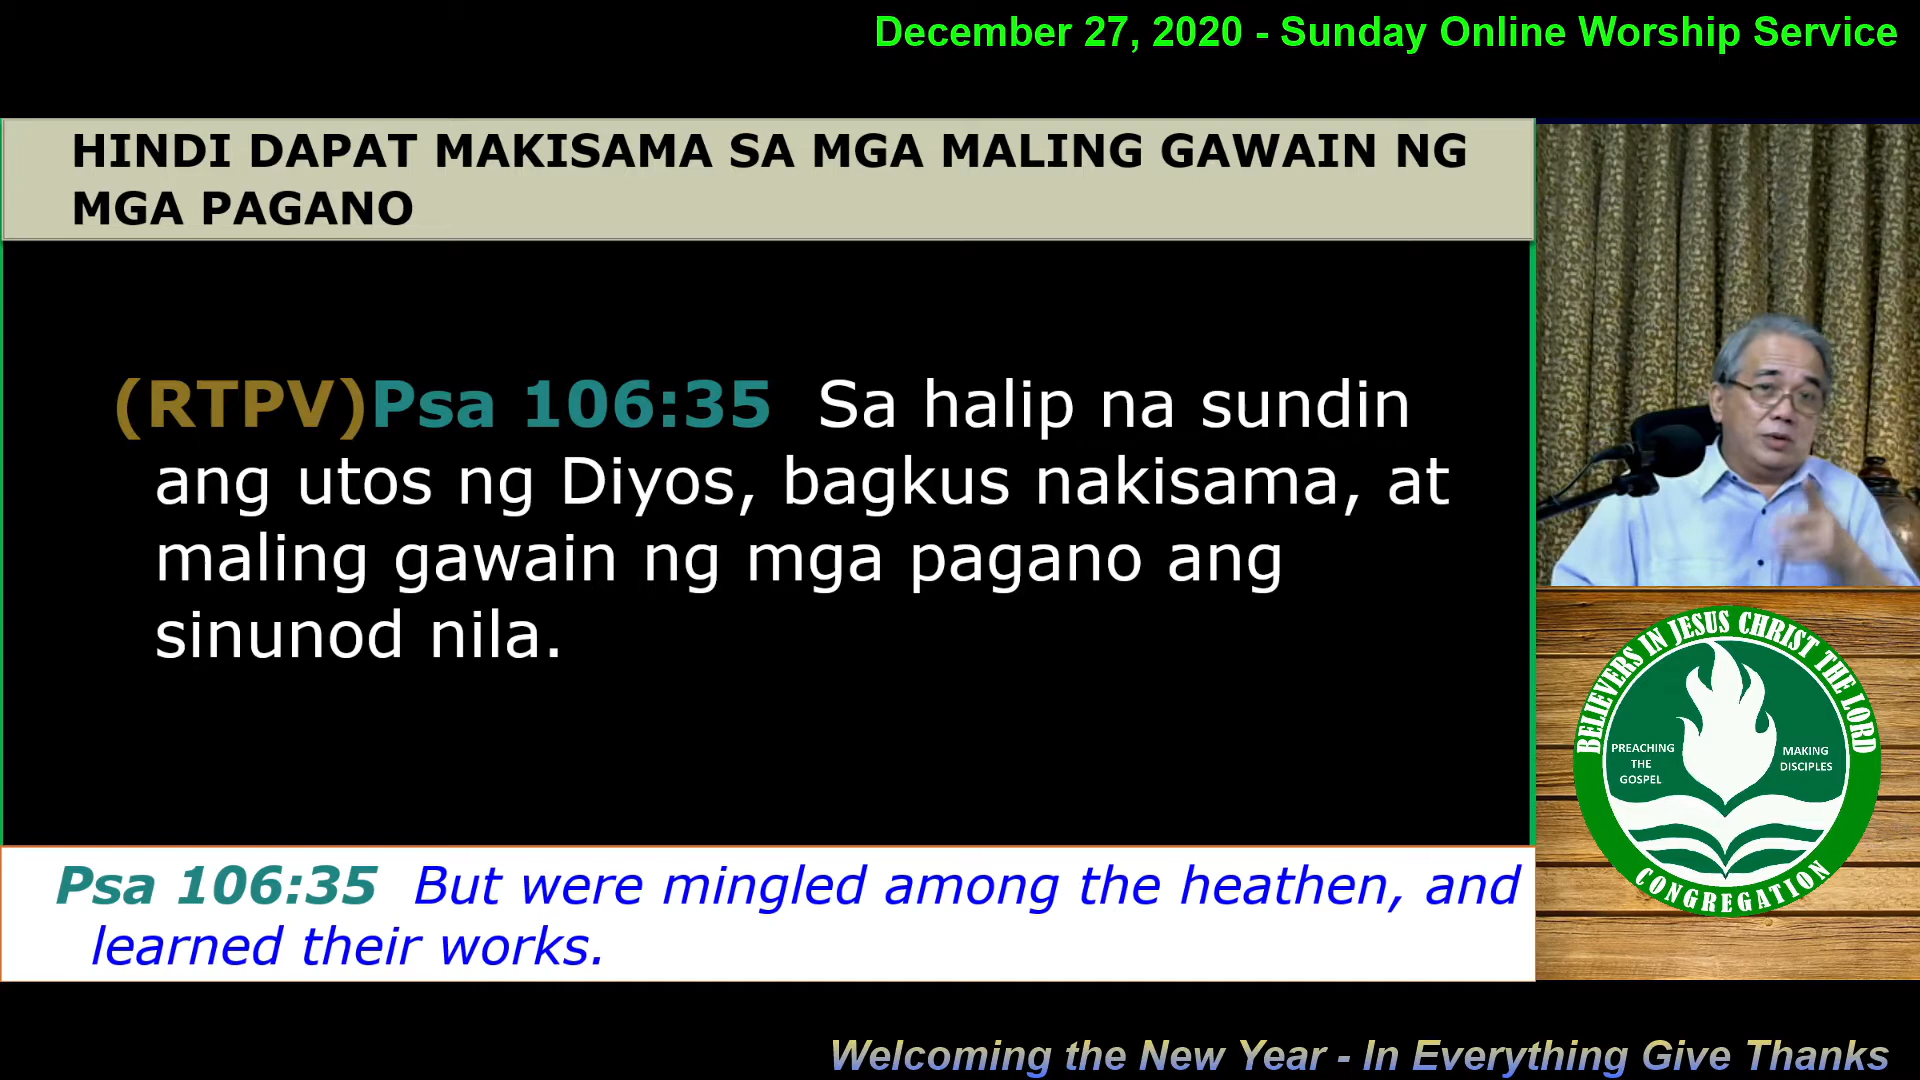 December 27, 2020 - Sunday Online Worship Service
HINDI DAPAT MAKISAMA SA MGA MALING GAWAIN NG
MGA PAGANO
(RTPV)Psa 106:35 Sa halip na sundin
ang utos ng Diyos, bagkus nakisama, at
maling gawain ng mga pagano ang
sinunod nila.
Psa 106:35 But were mingled among the heathen, and
learned their works.
BELIEVERS IN JESUS CHRIST THE LORD
PREACHING
THE
GOSPEL
MAKING
DISCIPLES
CONGREGATION
Welcoming the New Year - In Everything Give Thanks